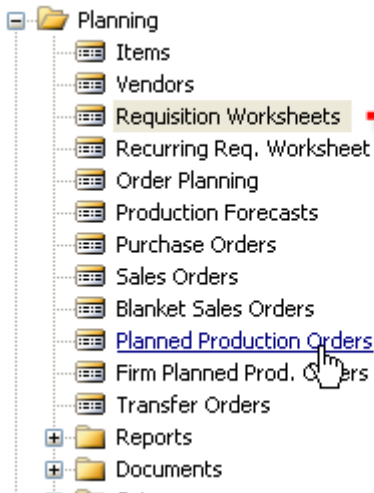 Planning
Items
Vendors
Requisition Worksheets
Recurring Req. Worksheet
Order Planning
Production Forecasts
Purchase Orders
Sales Orders
Blanket Sales Orders
Planned Production Orders
Firm Planned Prod. Orders
Transfer Orders
Reports
Documents